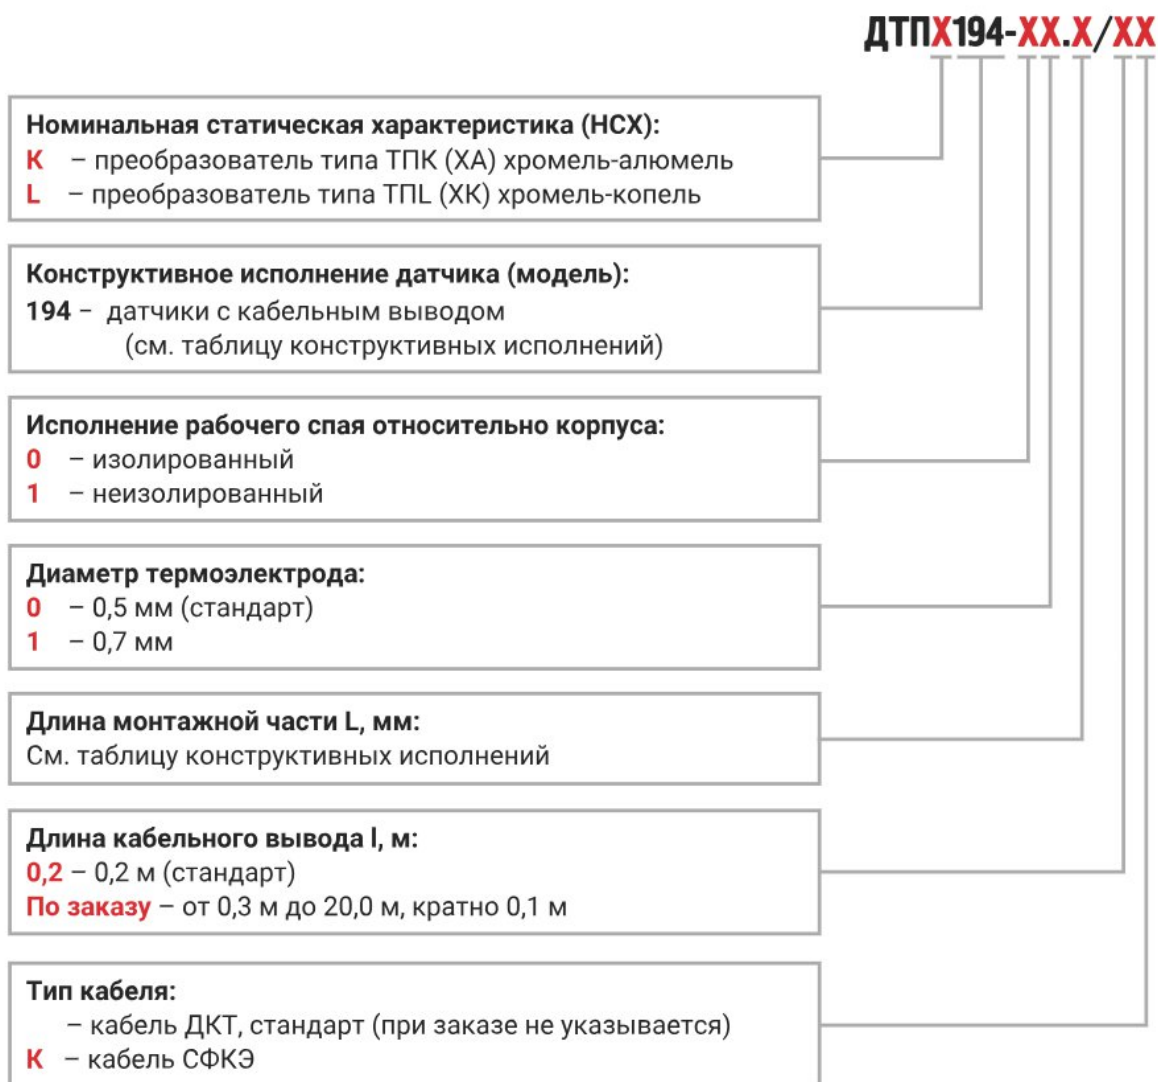 ДТПХ194-ХХ.Х/ХХ
Номинальная статическая характеристика (НСХ):
К – преобразователь типа ТПК (ХА) хромель-алюмель
L – преобразователь типа ТПL (ХК) хромель-копель
Конструктивное исполнение датчика (модель):
194 – датчики с кабельным выводом
(см. таблицу конструктивных исполнений)
Исполнение рабочего спая относительно корпуса:
0 – изолированный
1 – неизолированный
Диаметр термоэлектрода:
0 – 0,5 мм (стандарт)
1 – 0,7 мм
Длина монтажной части L, мм:
См. таблицу конструктивных исполнений
Длина кабельного вывода l, м:
0,2 – 0,2 м (стандарт)
По заказу – от 0,3 м до 20,0 м, кратно 0,1 м
Тип кабеля:
– кабель ДКТ, стандарт (при заказе не указывается)
К – кабель СФКЭ